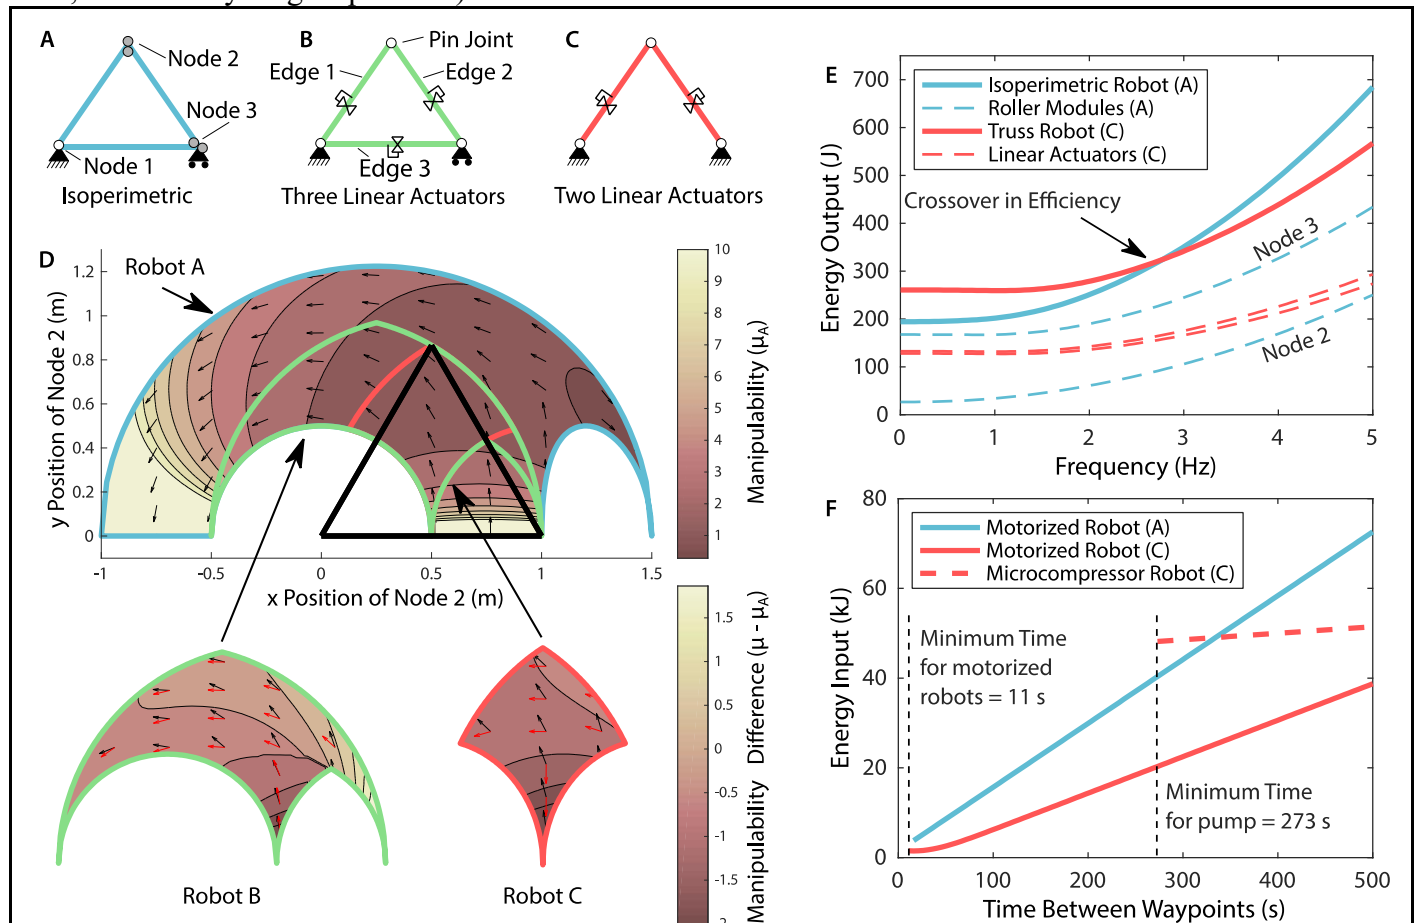 A
Node 2
Node 3
Node 1
Isoperimetric
B
Pin Joint
Edge 1
Edge 2
Edge 3
Three Linear Actuators
C
Two Linear Actuators
D
Robot A
y Position of Node 2 (m)
1.2
1
0.8
0.6
0.4
0.2
0
-1
-0.5
0
0.5
1
1.5
x Position of Node 2 (m)
10
9
8
7
6
5
4
3
2
1
Manipulability (μA)
1.5
1
0.5
0
-0.5
-1
-1.5
Manipulability Difference (μ - μA)
Robot B
Robot C
E
Isoperimetric Robot (A)
Roller Modules (A)
Truss Robot (C)
Linear Actuators (C)
Crossover in Efficiency
Node 3
Node 2
Energy Output (J)
700
600
500
400
300
200
100
0
0
1
2
3
4
5
Frequency (Hz)
F
Motorized Robot (A)
Motorized Robot (C)
Microcompressor Robot (C)
Minimum Time
for motorized
robots = 11 s
Minimum Time
for pump = 273 s
Energy Input (kJ)
80
60
40
20
0
0
100
200
300
400
500
Time Between Waypoints (s)